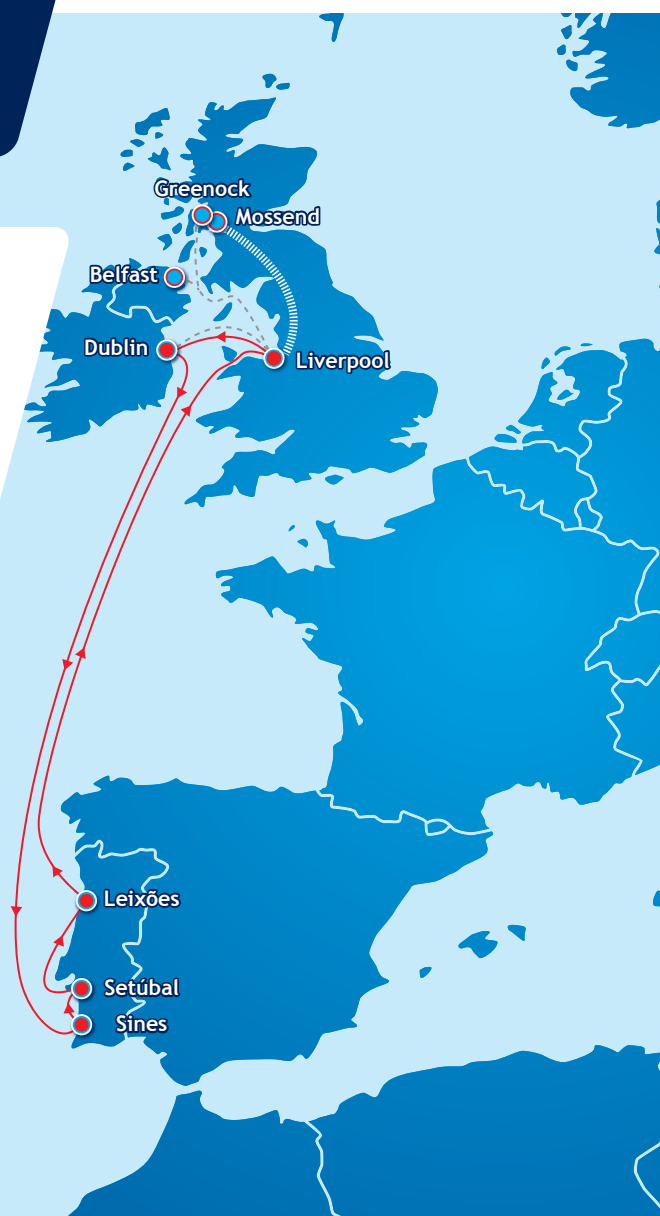 Greenock
Mossend
Belfast
Dublin
Liverpool
Leixões
Setúbal
Sines